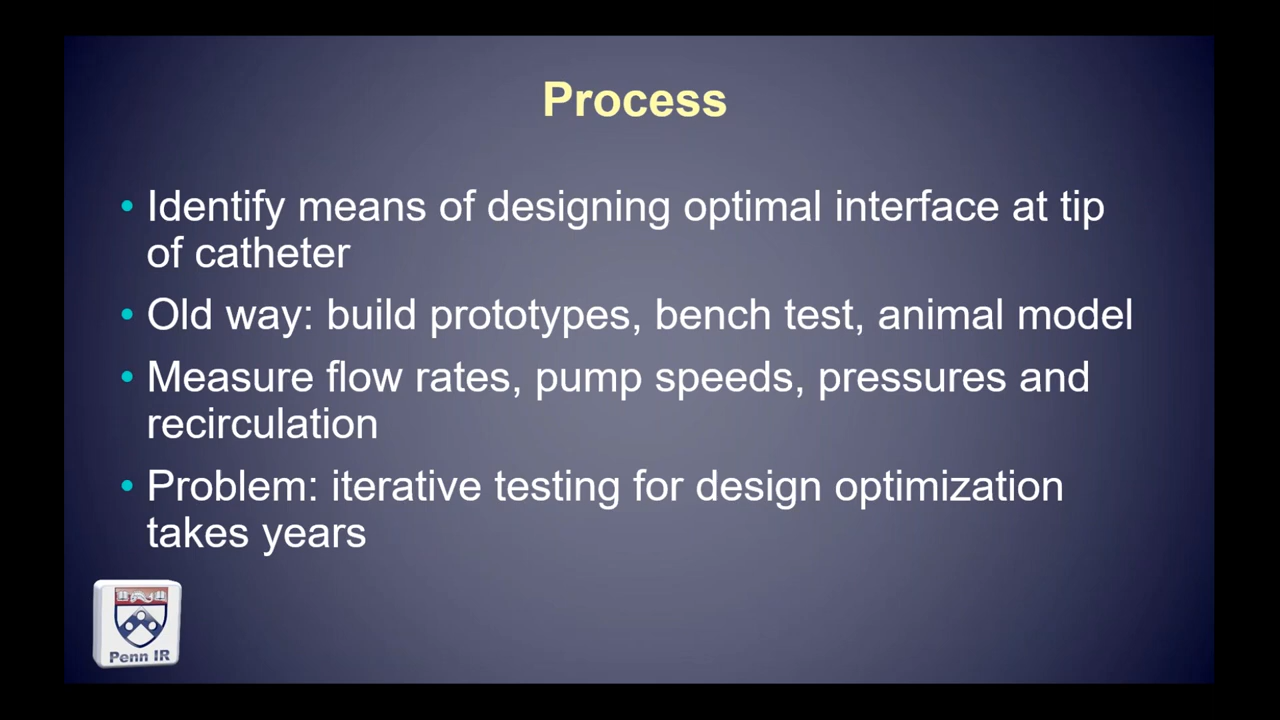 Process
• Identify means of designing optimal interface at tip
of catheter
• Old way: build prototypes, bench test, animal model
• Measure flow rates, pump speeds, pressures and
recirculation
• Problem: iterative testing for design optimization
takes years
Penn IR